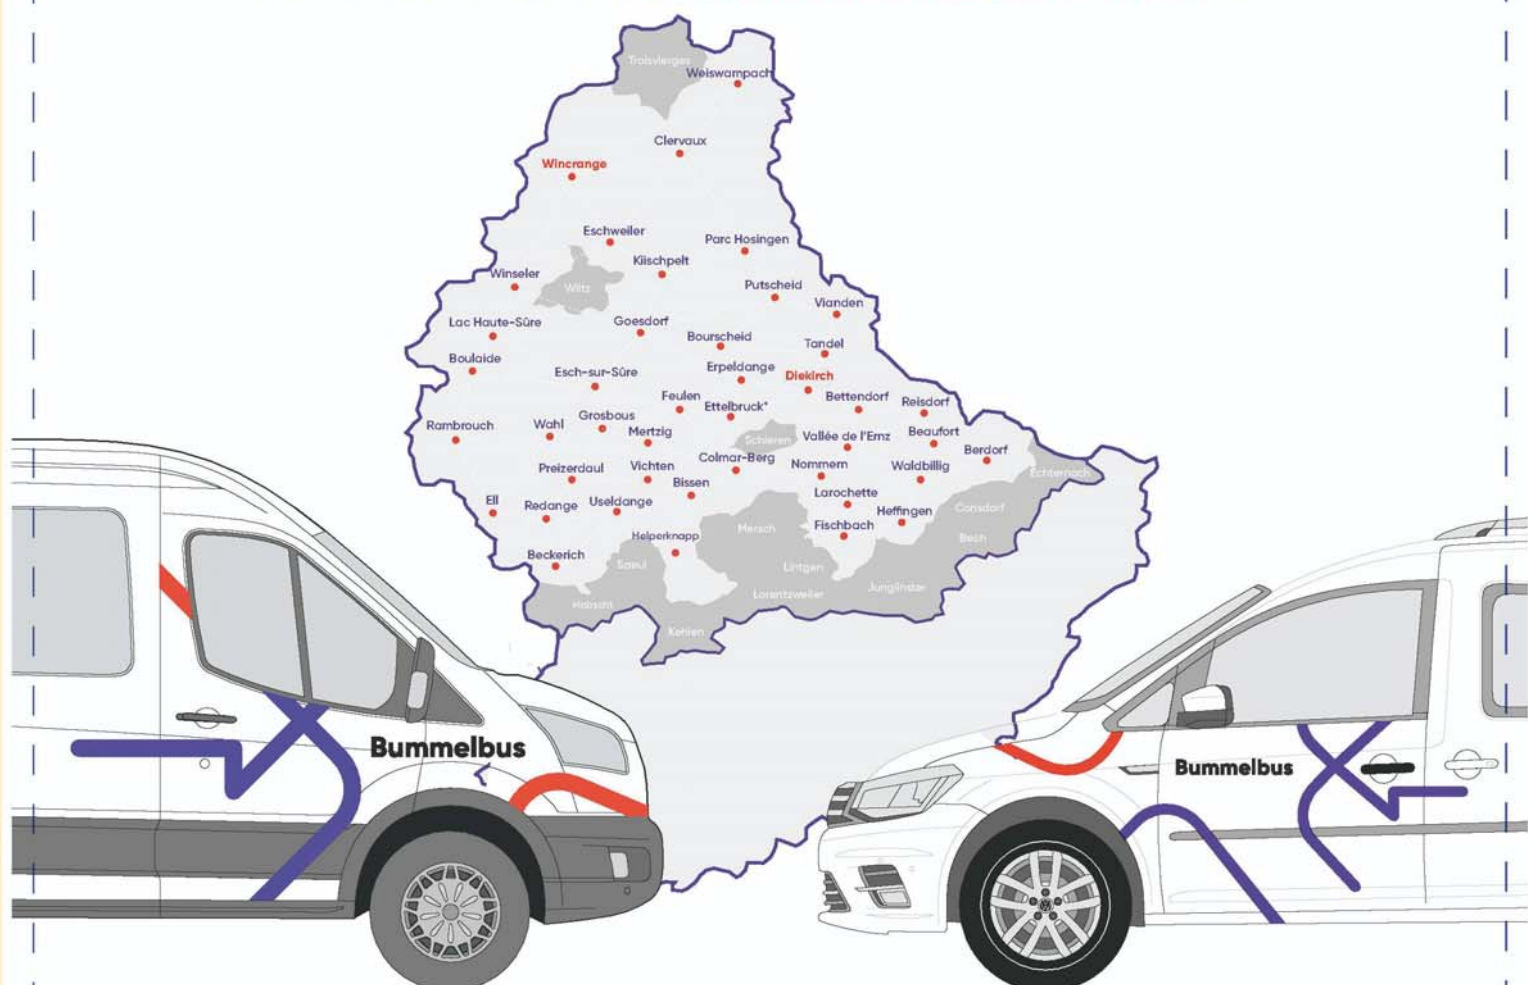 Troisvierges
Weiswampach
Clervaux
Wincrange
Eschweiler
Parc Hosingen
Kiischpelt
Winseler
Wiltz
Putscheid
Vianden
Lac Haute-Sûre
Goesdorf
Bourscheid
Tandel
Boulaide
Esch-sur-Sûre
Erpeldange
Diekirch
Feulen
Ettelbruck*
Bettendorf
Reisdorf
Rambrouch
Wahl
Grosbous
Mertzig
Schieren
Vallée de l'Ernz
Beaufort
Berdorf
Preizerdaul
Vichten
Colmar-Berg
Nommern
Waldbillig
Echternach
Ell
Redange
Useldange
Bissen
Larochette
Heffingen
Consdorf
Helperknapp
Mersch
Fischbach
Bech
Beckerich
Saeul
Lintgen
Junglinster
Habscht
Lorentzweiler
Kehlen
Bummelbus
Bummelbus